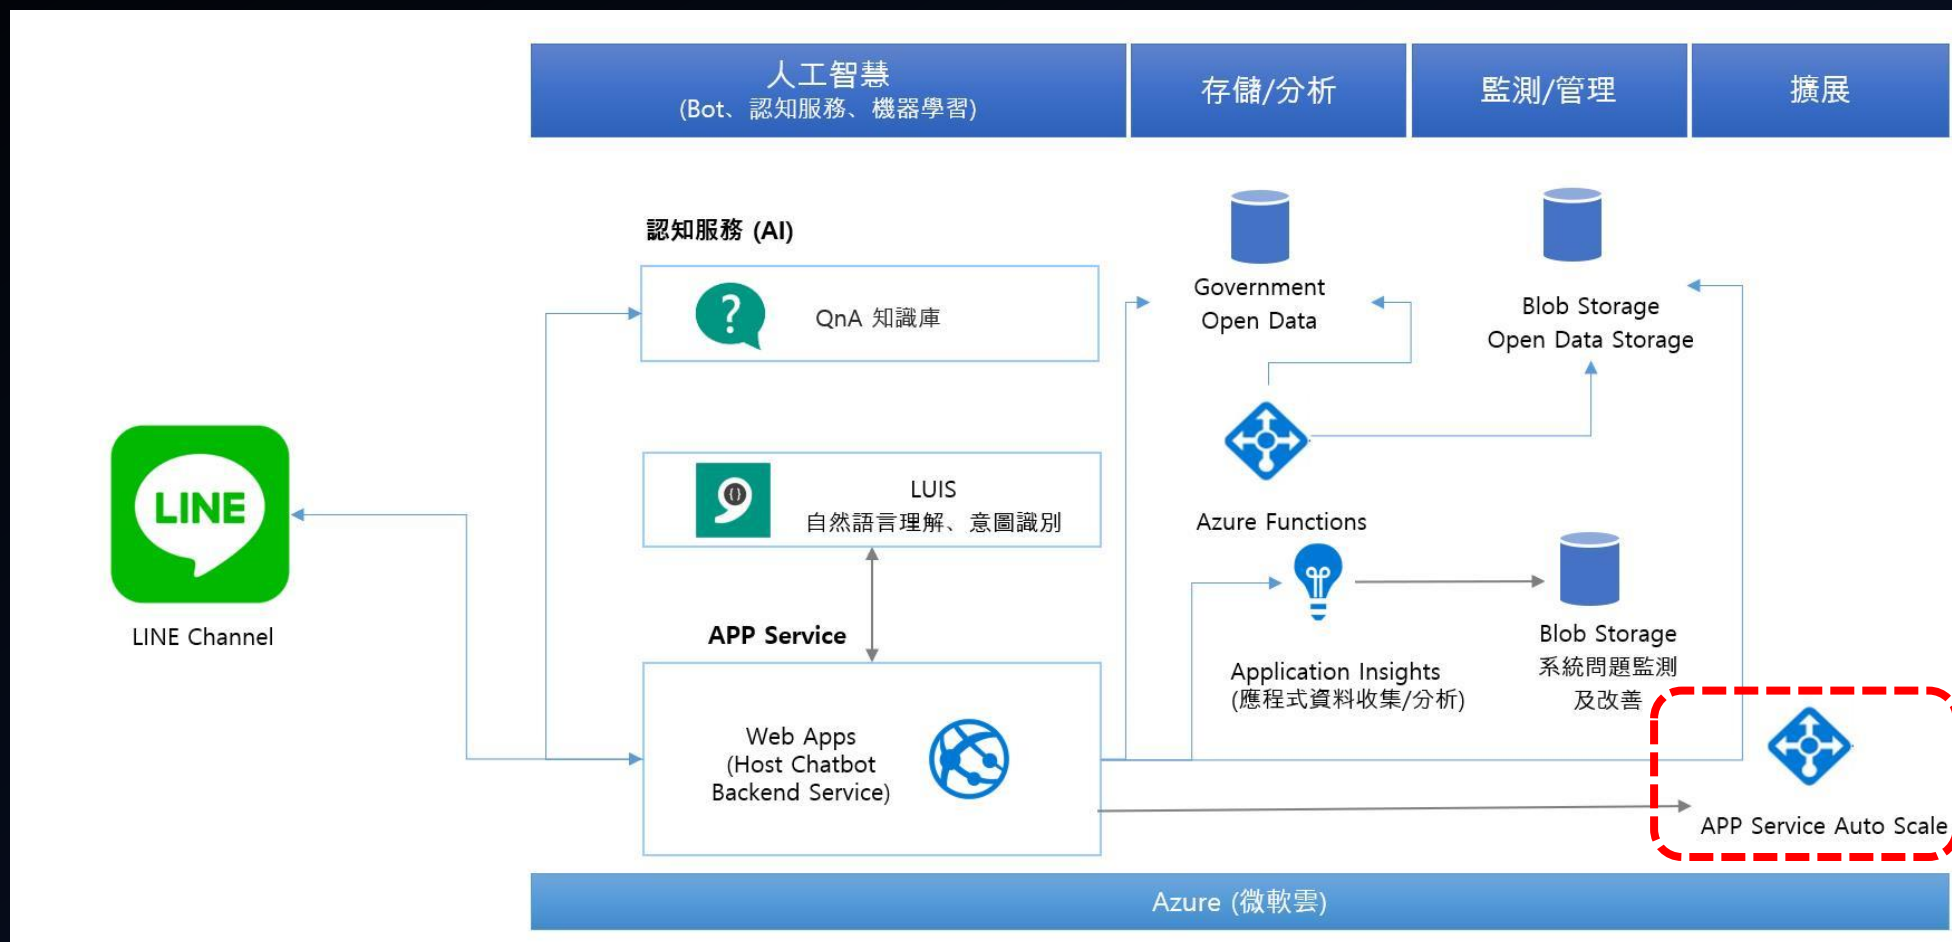 人工智慧
(Bot、認知服務、機器學習)
存儲/分析
監測/管理
擴展
認知服務 (AI)
?
QnA 知識庫
Government
Open Data
Blob Storage
Open Data Storage
LINE
LINE Channel
LUIS
自然語言理解、意圖識別
Azure Functions
APP Service
Application Insights
(應程式資料收集/分析)
Blob Storage
系統問題監測
及改善
Web Apps
(Host Chatbot
Backend Service)
APP Service Auto Scale
Azure (微軟雲)